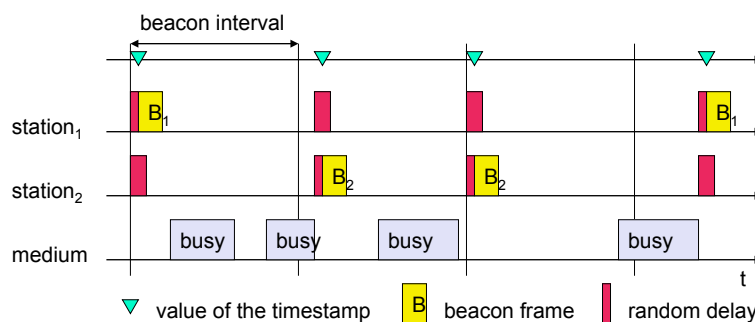 beacon interval
B1
B1
station1
B2
B2
station2
busy
busy
busy
busy
medium
t
value of the timestamp
B
beacon frame
random delay